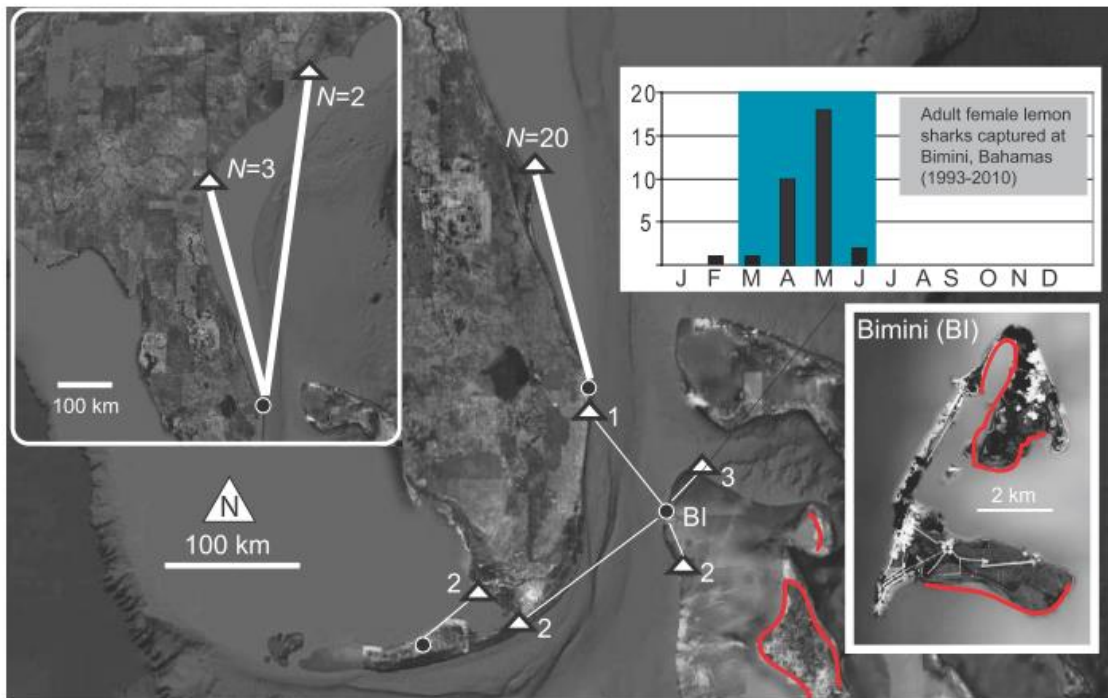 N=2
N=3
100 km
N=20
20
15
10
5
J F M A M J J A S O N D
Adult female lemon
sharks captured at
Bimini, Bahamas
(1993-2010)
Bimini (BI)
2 km
1
3
BI
2
N
100 km
2
2